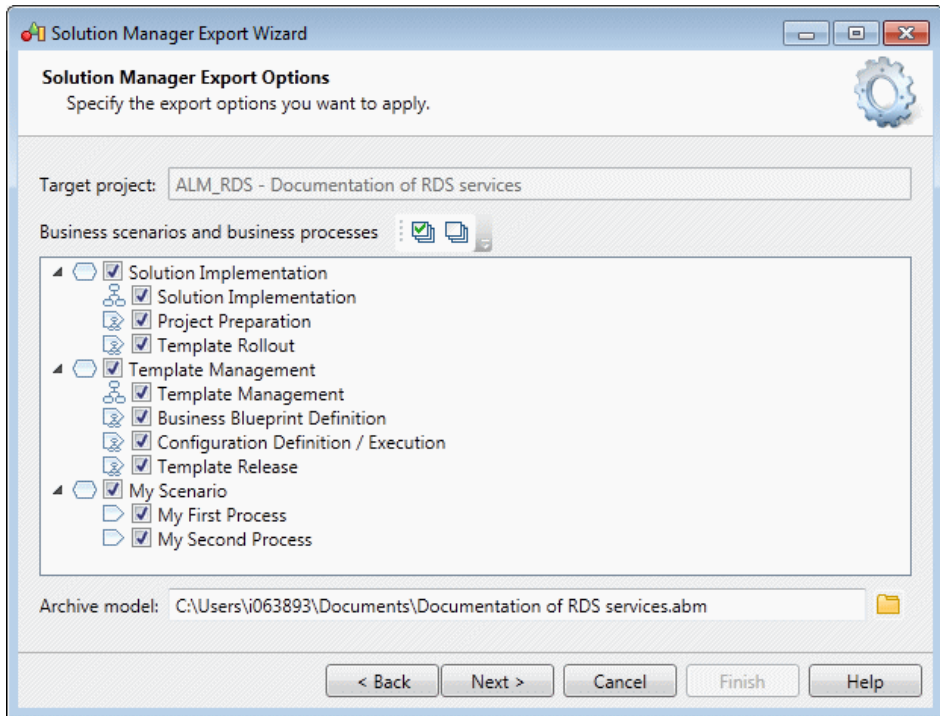 Solution Manager Export Wizard
Solution Manager Export Options
Specify the export options you want to apply.
Target project: ALM_RDS - Documentation of RDS services
Business scenarios and business processes
Solution Implementation
Solution Implementation
Project Preparation
Template Rollout
Template Management
Template Management
Business Blueprint Definition
Configuration Definition / Execution
Template Release
My Scenario
My First Process
My Second Process
Archive model: C:\Users\i063893\Documents\Documentation of RDS services.abm
< Back Next > Cancel Finish Help